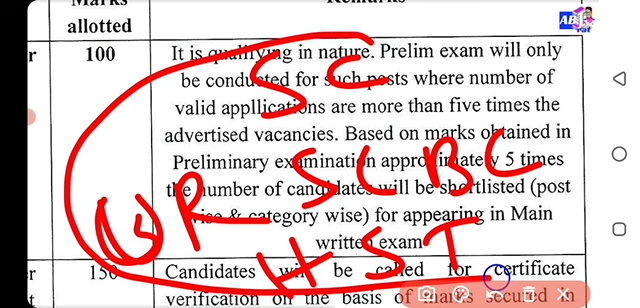 Marks
Remarks
allotted
r 100 It is qualifying in nature. Prelim exam will only
be conducted for such posts where number of
valid appllications are more than five times the
advertised vacancies. Based on marks obtained in
Preliminary examination approximately 5 times
the number of candidates will be shortlisted (post
wise & category wise) for appearing in Main
written exam
er 150 Candidates will be called for certificate
t verification on the basis of marks secured in
SC
R SC BC
H ST
AB